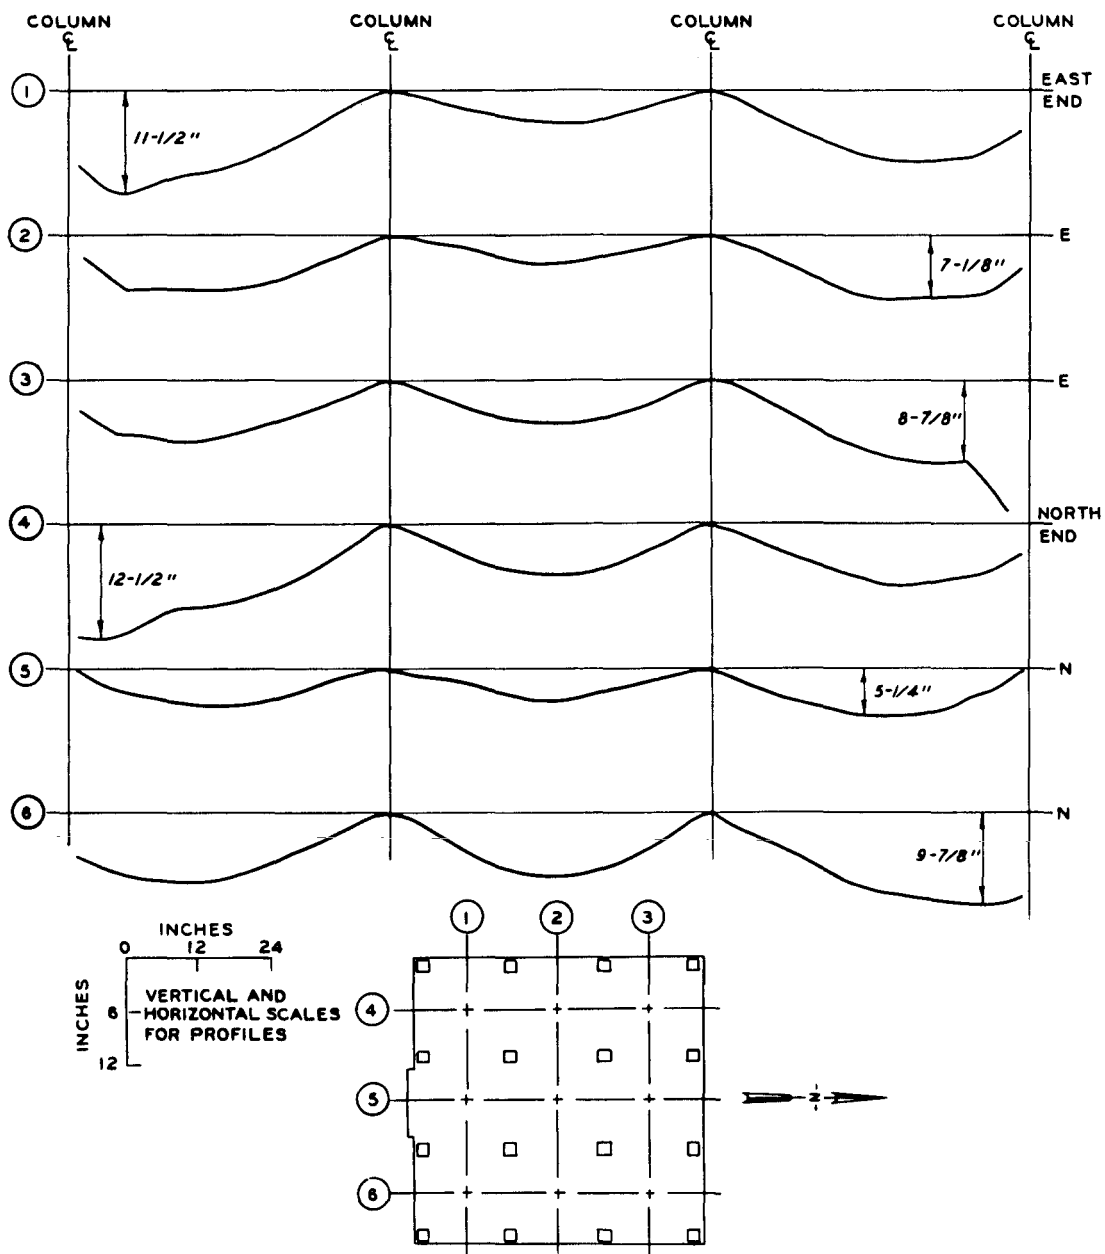 COLUMN COLUMN COLUMN COLUMN
℄ ℄ ℄ ℄
1 EAST
END
11-1/2"
2 E
7-1/8"
3 E
8-7/8"
4 NORTH
END
12-1/2"
5 N
5-1/4"
6 N
9-7/8"
INCHES
0 12 24
INCHES
6
12
VERTICAL AND
HORIZONTAL SCALES
FOR PROFILES
1 2 3
4
5
6
N